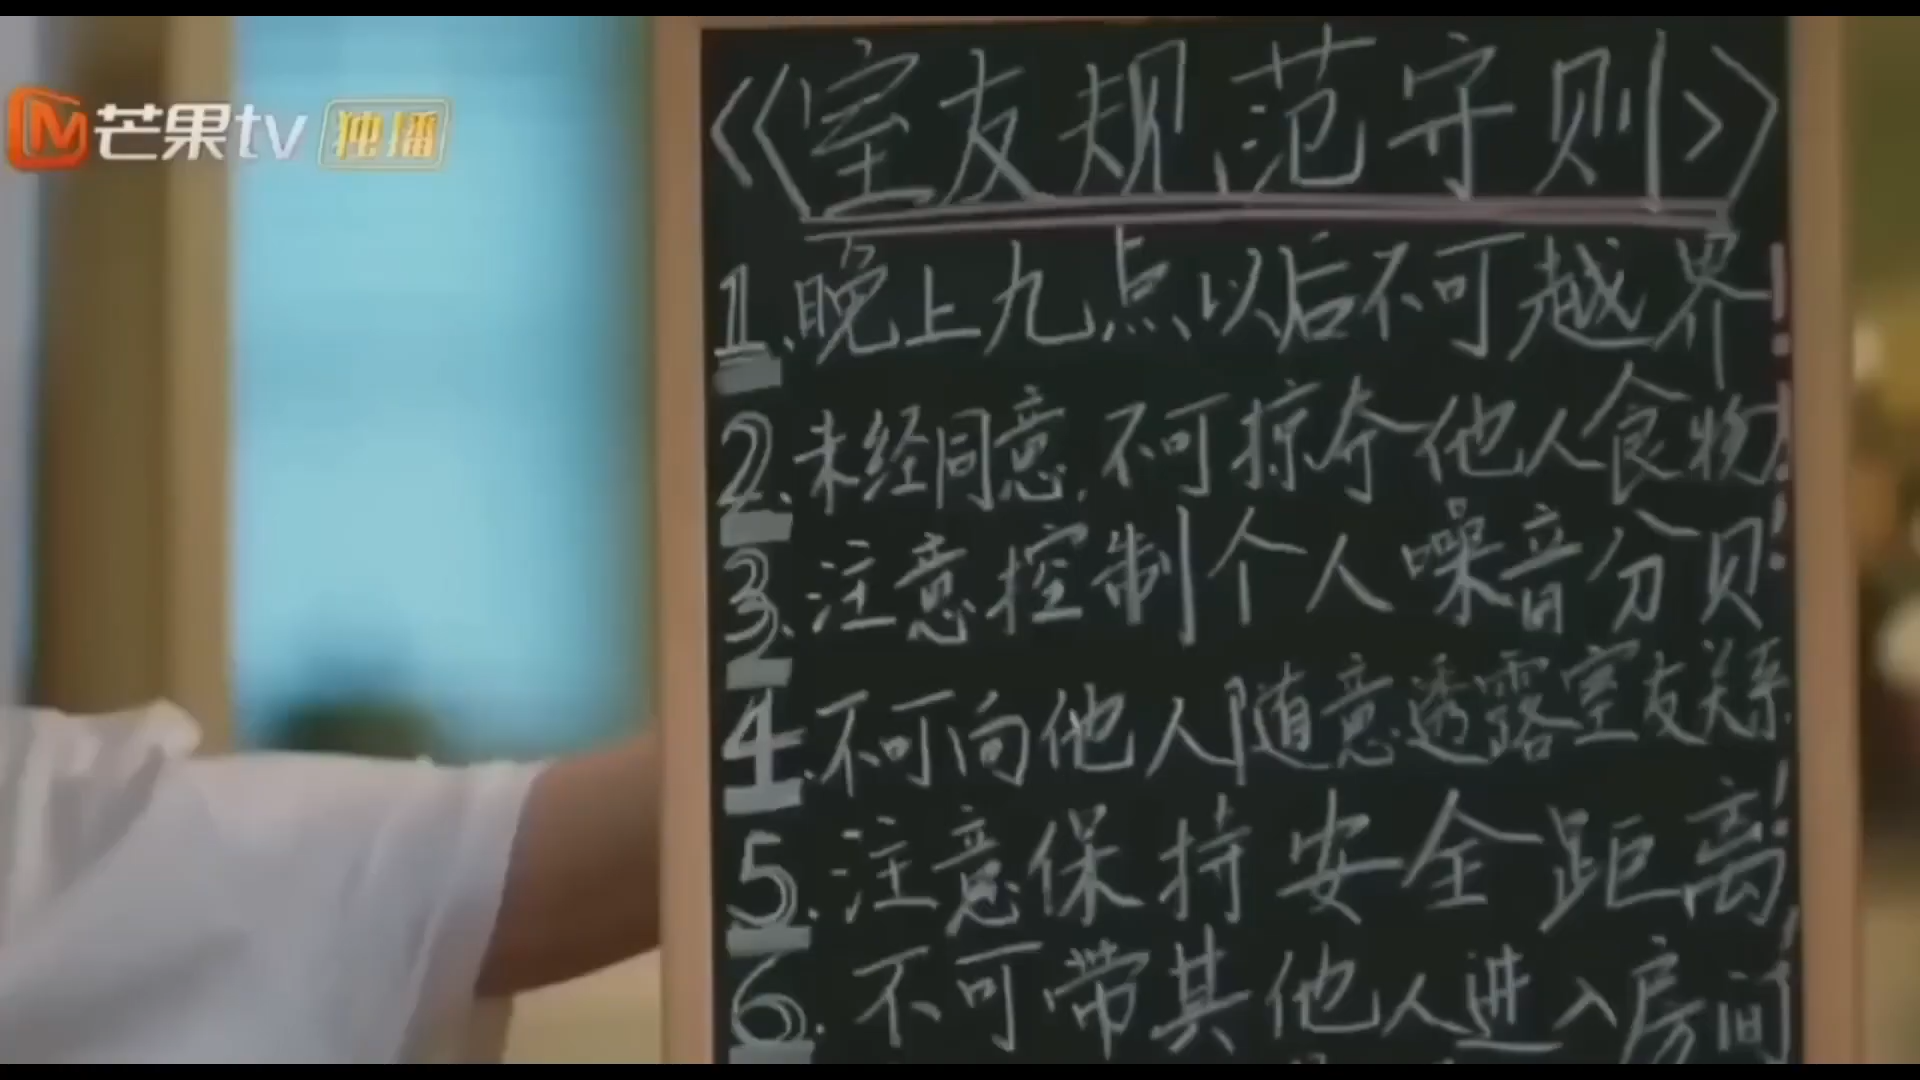 芒果tv 独播
《室友规范守则》
1.晚上九点以后不可越界!
2.未经同意,不可掠夺他人食物!
3.注意控制个人噪音分贝!
4.不可向他人随意透露室友关系
5.注意保持安全距离!
6.不可带其他人进入房间!